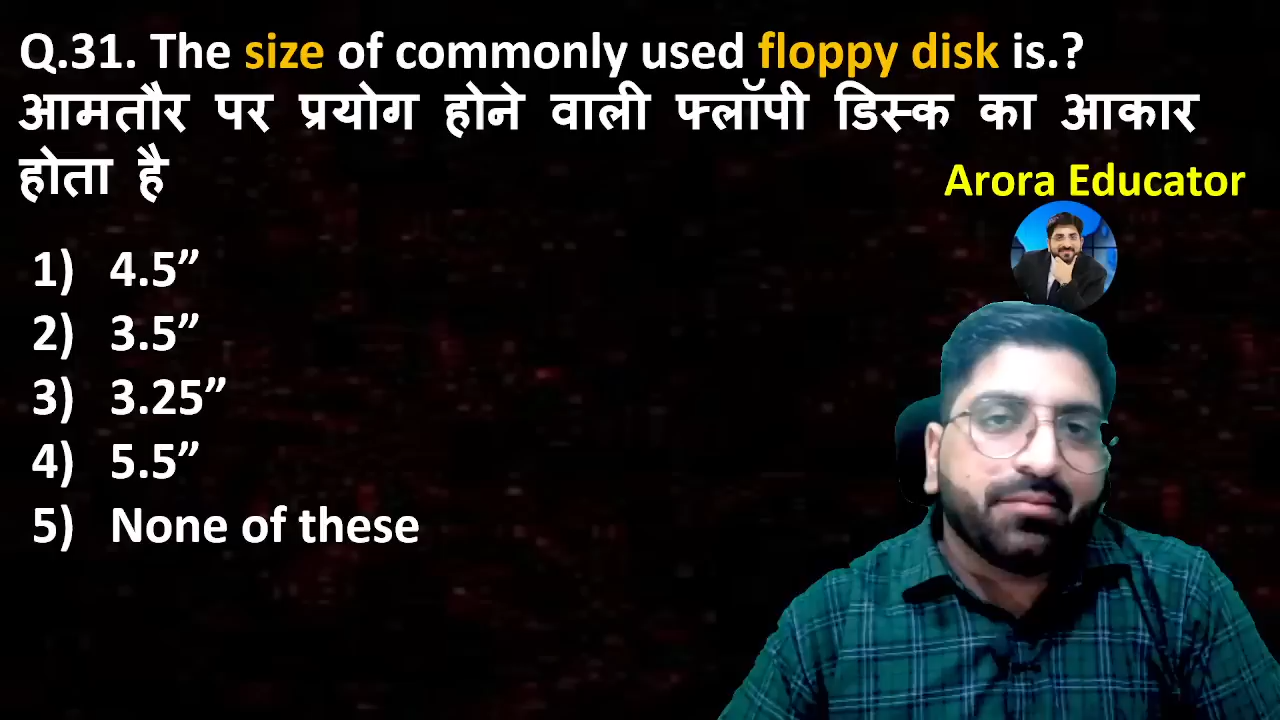 Q.31. The size of commonly used floppy disk is.?
आमतौर पर प्रयोग होने वाली फ्लॉपी डिस्क का आकार
होता है
Arora Educator
1) 4.5”
2) 3.5”
3) 3.25”
4) 5.5”
5) None of these